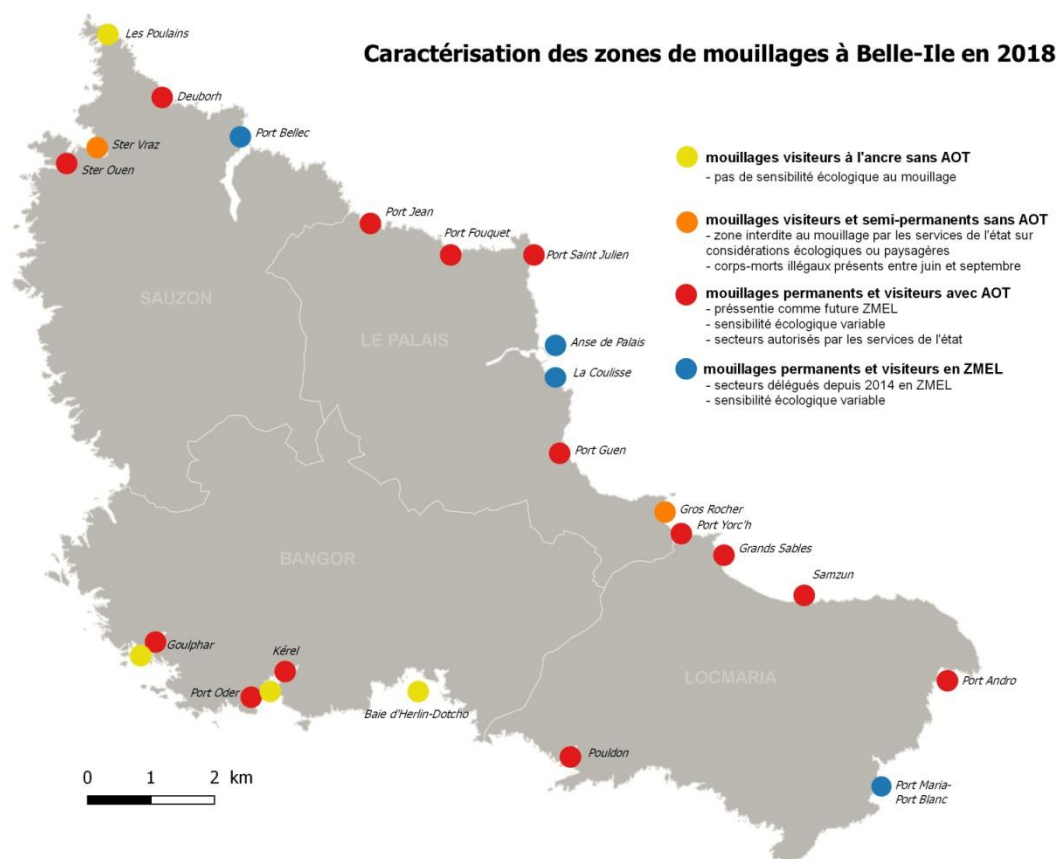 Caractérisation des zones de mouillages à Belle-Ile en 2018
Les Poulains
Deuborh
Port Bellec
Ster Vraz
Ster Ouen
Port Jean
Port Fouquet
Port Saint Julien
SAUZON
LE PALAIS
Anse de Palais
La Coulisse
Port Guen
Gros Rocher
Port Yorc'h
Grands Sables
Samzun
BANGOR
Goulphar
Kérel
Port Oder
Baie d'Herlin-Dotcho
LOCMARIA
Port Andro
Pouldon
Port Maria-
Port Blanc
mouillages visiteurs à l'ancre sans AOT
- pas de sensibilité écologique au mouillage
mouillages visiteurs et semi-permanents sans AOT
- zone interdite au mouillage par les services de l'état sur
considérations écologiques ou paysagères
- corps-morts illégaux présents entre juin et septembre
mouillages permanents et visiteurs avec AOT
- préssentie comme future ZMEL
- sensibilité écologique variable
- secteurs autorisés par les services de l'état
mouillages permanents et visiteurs en ZMEL
- secteurs délégués depuis 2014 en ZMEL
- sensibilité écologique variable
0 1 2 km